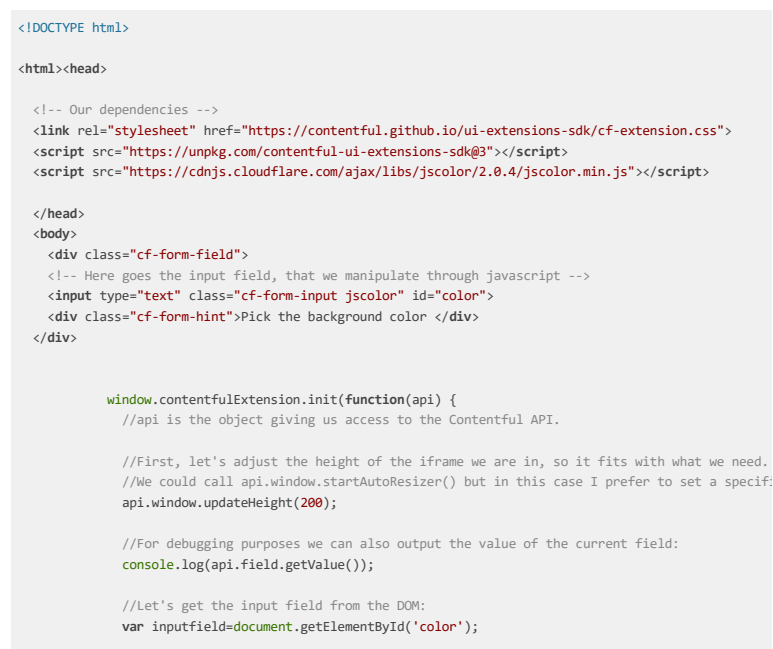 <!DOCTYPE html>
<html><head>
<!-- Our dependencies -->
<link rel="stylesheet" href="https://contentful.github.io/ui-extensions-sdk/cf-extension.css">
<script src="https://unpkg.com/contentful-ui-extensions-sdk@3"></script>
<script src="https://cdnjs.cloudflare.com/ajax/libs/jscolor/2.0.4/jscolor.min.js"></script>
</head>
<body>
<div class="cf-form-field">
<!-- Here goes the input field, that we manipulate through javascript -->
<input type="text" class="cf-form-input jscolor" id="color">
<div class="cf-form-hint">Pick the background color </div>
</div>
window.contentfulExtension.init(function(api) {
//api is the object giving us access to the Contentful API.
//First, let's adjust the height of the iframe we are in, so it fits with what we need.
//We could call api.window.startAutoResizer() but in this case I prefer to set a specifi
api.window.updateHeight(200);
//For debugging purposes we can also output the value of the current field:
console.log(api.field.getValue());
//Let's get the input field from the DOM:
var inputfield=document.getElementById('color');